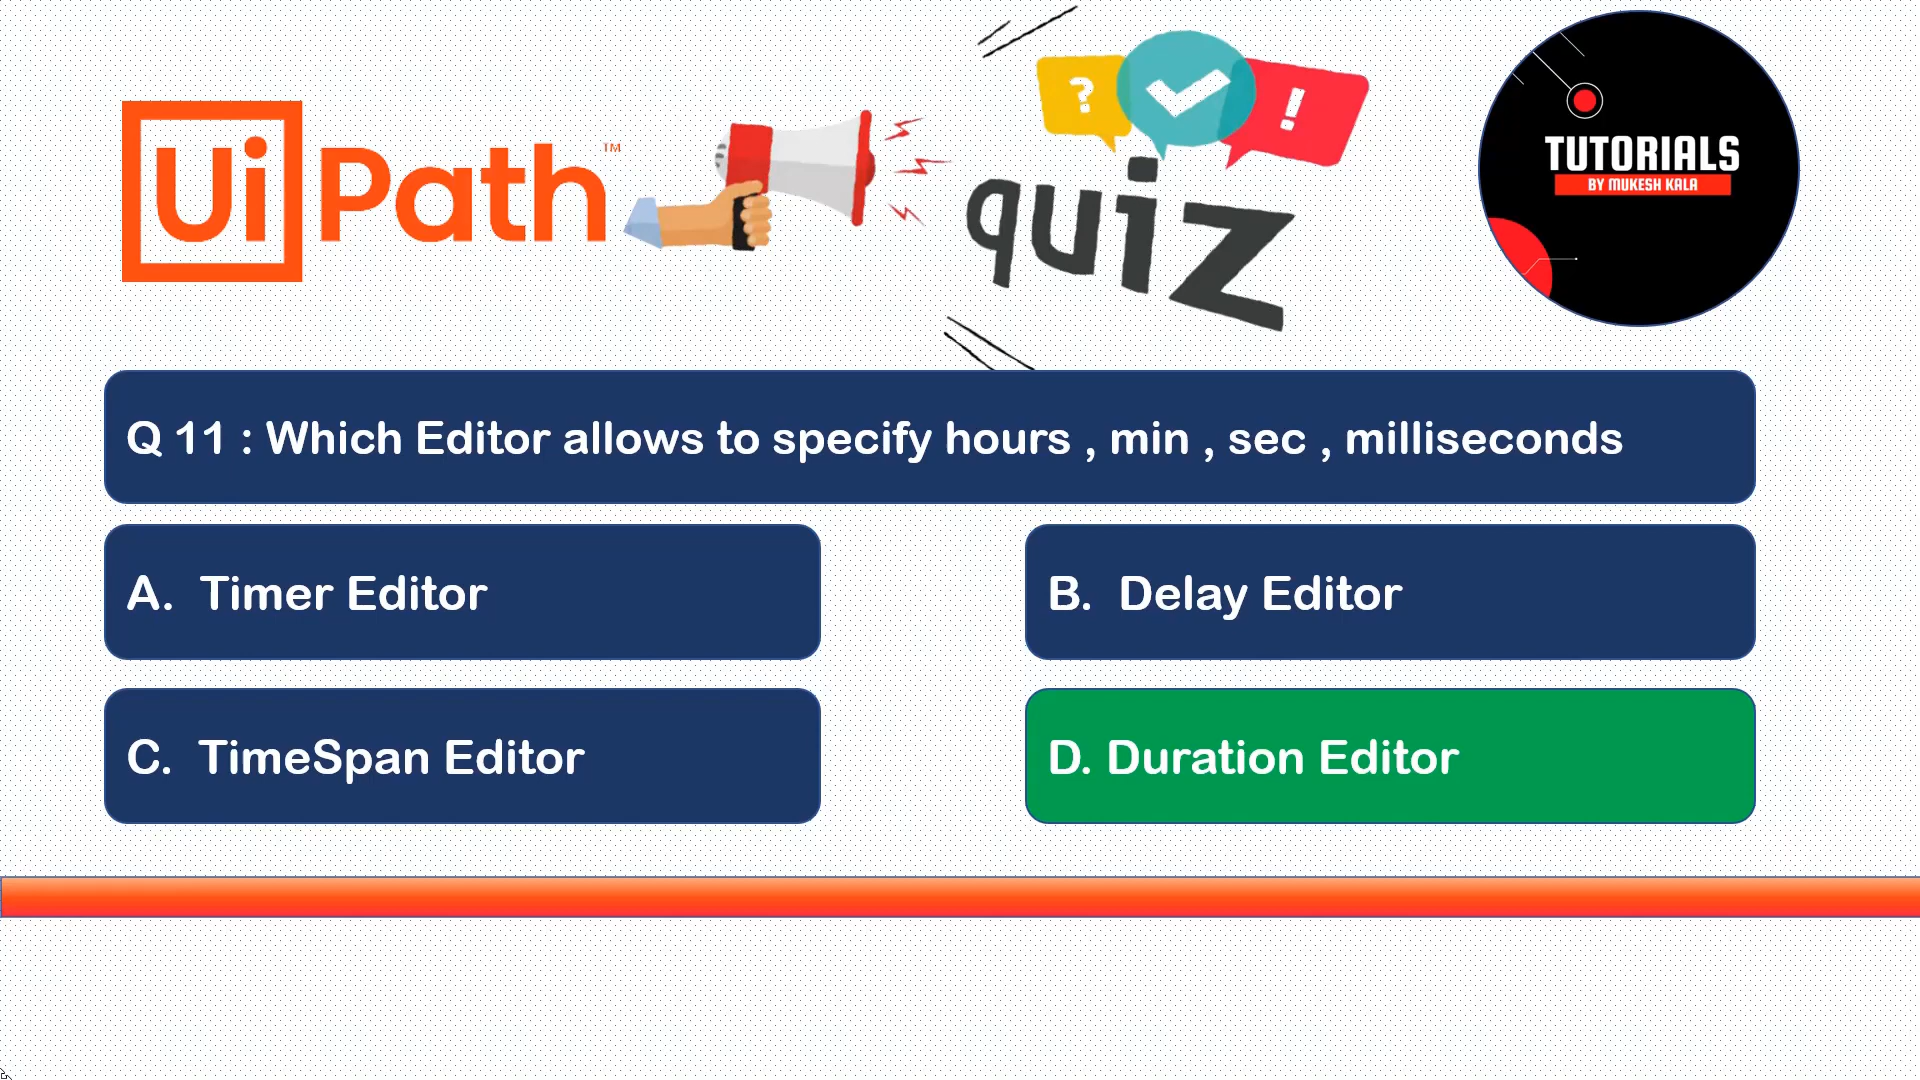 UiPath™
?
!
quiz
TUTORIALS
BY MUKESH KALA
Q 11 : Which Editor allows to specify hours , min , sec , milliseconds
A. Timer Editor
B. Delay Editor
C. TimeSpan Editor
D. Duration Editor